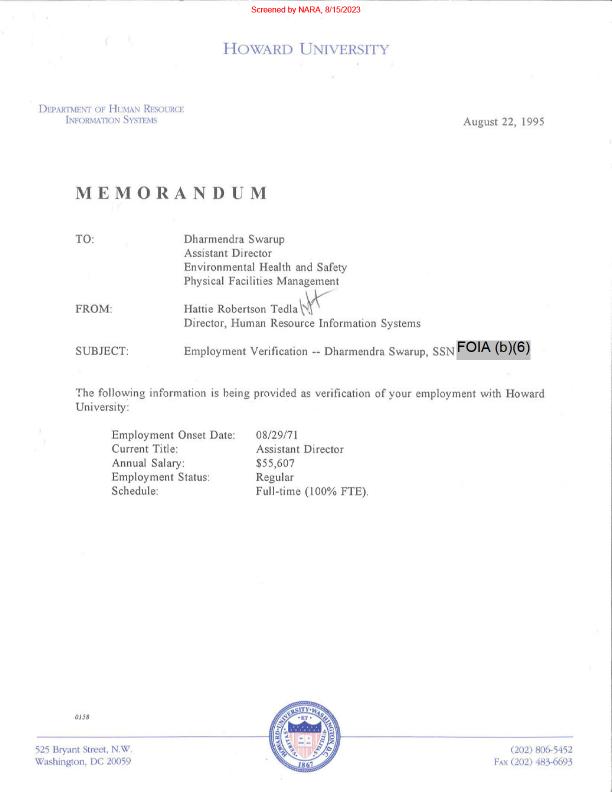 Screened by NARA, 8/15/2023
HOWARD UNIVERSITY
DEPARTMENT OF HUMAN RESOURCE
INFORMATION SYSTEMS
August 22, 1995
MEMORANDUM
TO: Dharmendra Swarup
Assistant Director
Environmental Health and Safety
Physical Facilities Management
FROM: Hattie Robertson Tedla
Director, Human Resource Information Systems
SUBJECT: Employment Verification -- Dharmendra Swarup, SSN FOIA (b)(6)
The following information is being provided as verification of your employment with Howard
University:
Employment Onset Date: 08/29/71
Current Title: Assistant Director
Annual Salary: $55,607
Employment Status: Regular
Schedule: Full-time (100% FTE).
0158
HOWARD·UNIVERSITY·WASHINGTON, D.C.
1867
525 Bryant Street, N.W. (202) 806-5452
Washington, DC 20059 FAX (202) 483-6693